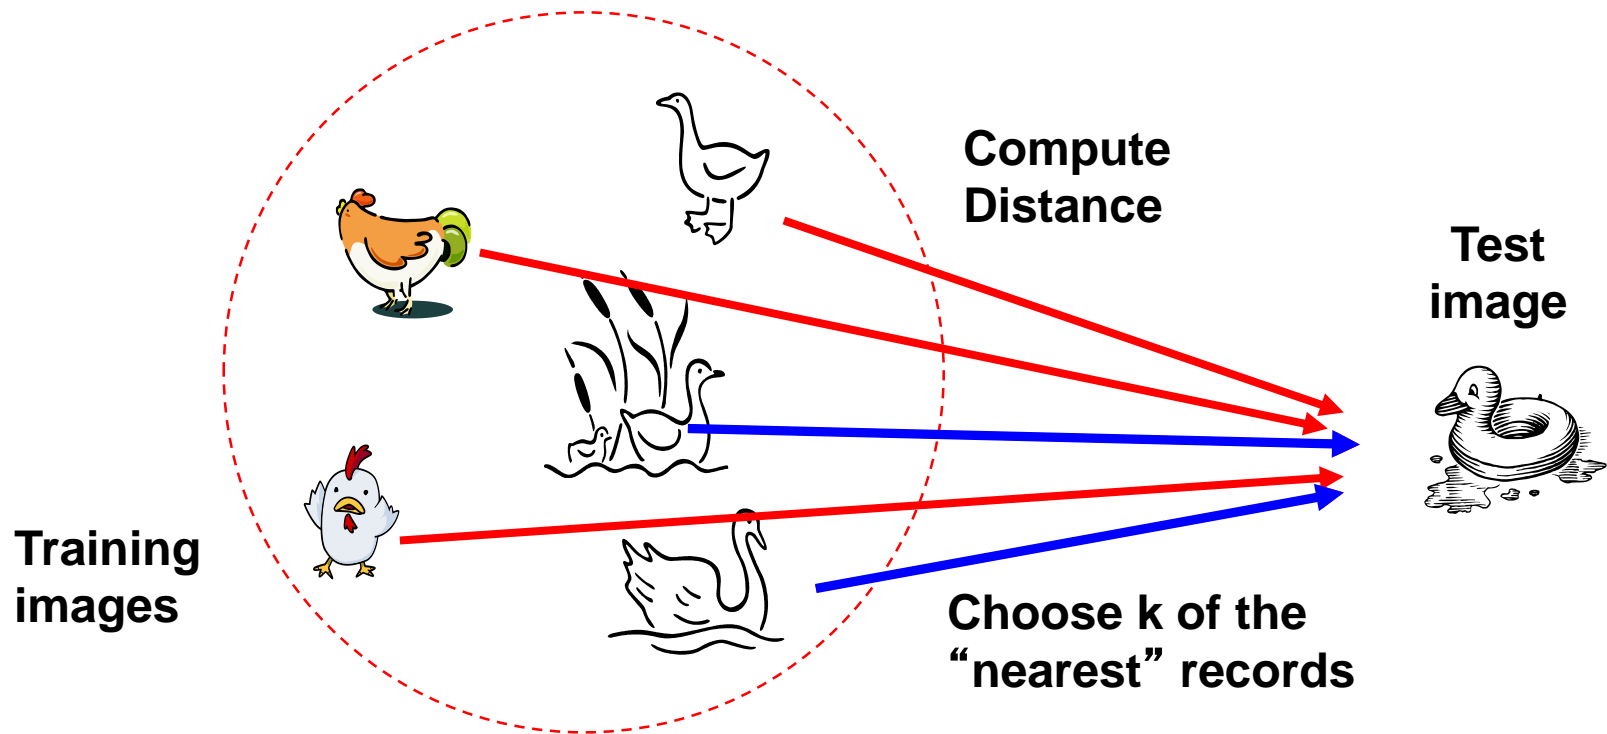 Compute
Distance
Test
image
Training
images
Choose k of the
“nearest” records